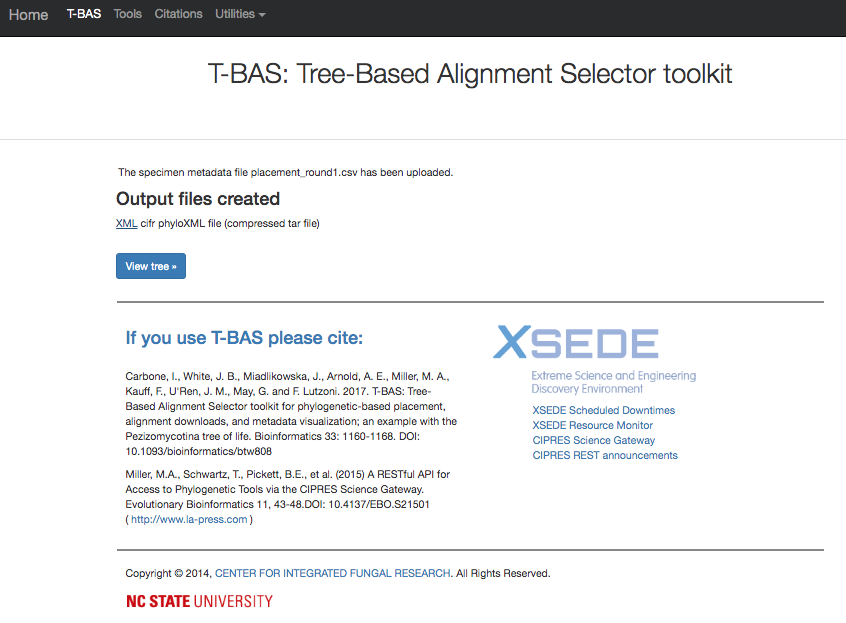 Home T-BAS Tools Citations Utilities
T-BAS: Tree-Based Alignment Selector toolkit
The specimen metadata file placement_round1.csv has been uploaded.
Output files created
XML cifr phyloXML file (compressed tar file)
View tree »
If you use T-BAS please cite:
Carbone, I., White, J. B., Miadlikowska, J., Arnold, A. E., Miller, M. A.,
Kauff, F., U'Ren, J. M., May, G. and F. Lutzoni. 2017. T-BAS: Tree-
Based Alignment Selector toolkit for phylogenetic-based placement,
alignment downloads, and metadata visualization; an example with the
Pezizomycotina tree of life. Bioinformatics 33: 1160-1168. DOI:
10.1093/bioinformatics/btw808
Miller, M.A., Schwartz, T., Pickett, B.E., et al. (2015) A RESTful API for
Access to Phylogenetic Tools via the CIPRES Science Gateway.
Evolutionary Bioinformatics 11, 43-48.DOI: 10.4137/EBO.S21501
( http://www.la-press.com )
XSEDE
Extreme Science and Engineering
Discovery Environment
XSEDE Scheduled Downtimes
XSEDE Resource Monitor
CIPRES Science Gateway
CIPRES REST announcements
Copyright © 2014, CENTER FOR INTEGRATED FUNGAL RESEARCH. All Rights Reserved.
NC STATE UNIVERSITY